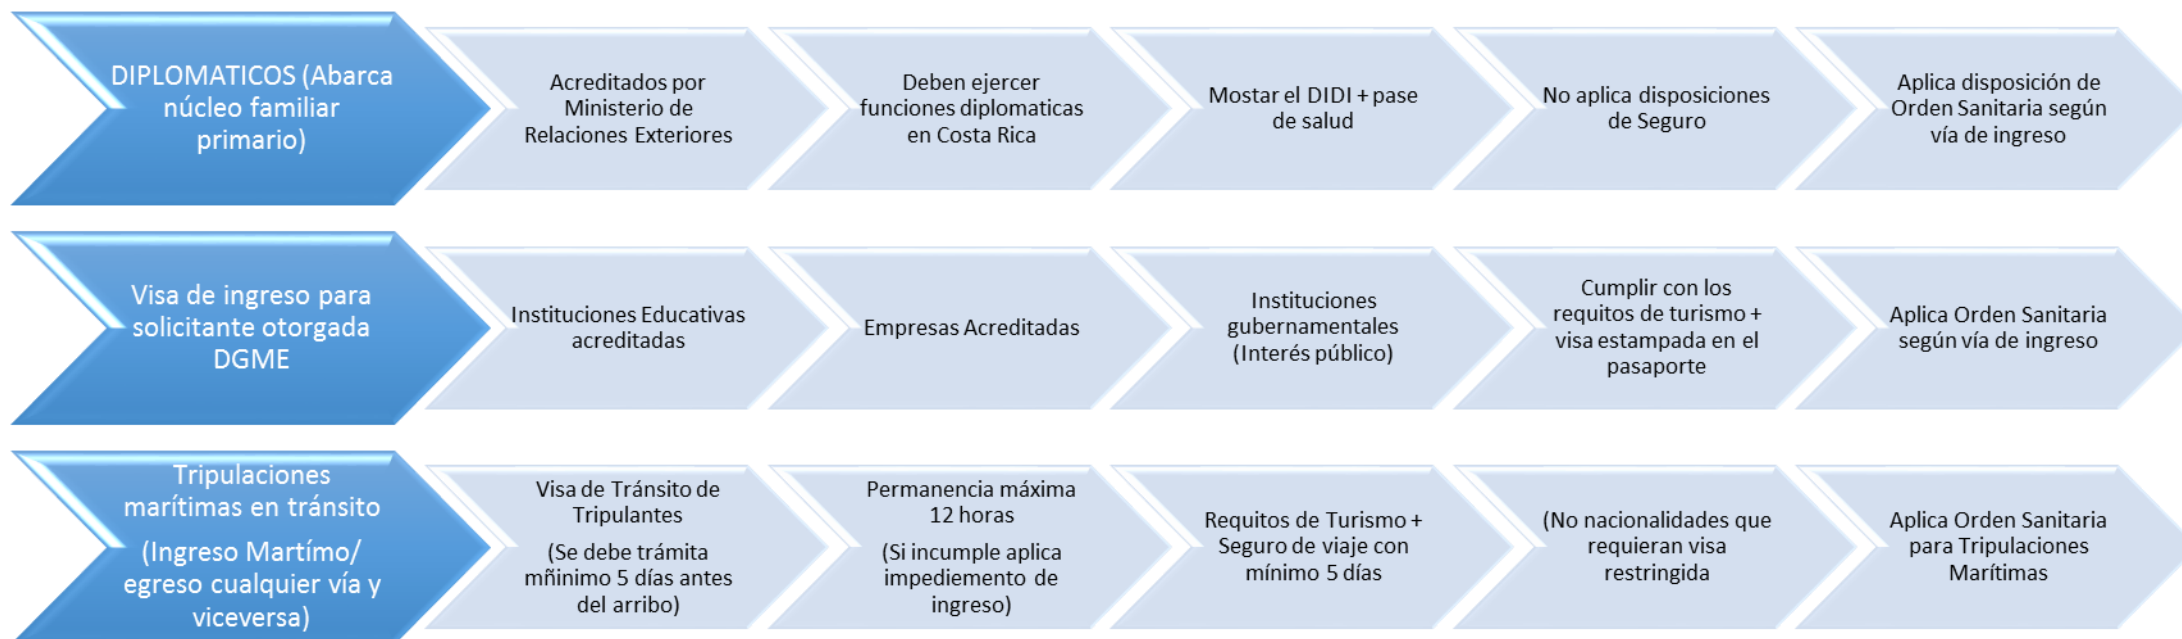 DIPLOMATICOS (Abarca
núcleo familiar
primario)
Acreditados por
Ministerio de
Relaciones Exteriores
Deben ejercer
funciones diplomaticas
en Costa Rica
Mostar el DIDI + pase
de salud
No aplica disposiciones
de Seguro
Aplica disposición de
Orden Sanitaria según
vía de ingreso
Visa de ingreso para
solicitante otorgada
DGME
Instituciones Educativas
acreditadas
Empresas Acreditadas
Instituciones
gubernamentales
(Interés público)
Cumplir con los
requitos de turismo +
visa estampada en el
pasaporte
Aplica Orden Sanitaria
según vía de ingreso
Tripulaciones
marítimas en tránsito
(Ingreso Martímo/
egreso cualquier vía y
viceversa)
Visa de Tránsito de
Tripulantes
(Se debe trámita
mñinimo 5 días antes
del arribo)
Permanencia máxima
12 horas
(Si incumple aplica
impediemento de
ingreso)
Requitos de Turismo +
Seguro de viaje con
mínimo 5 días
(No nacionalidades que
requieran visa
restringida
Aplica Orden Sanitaria
para Tripulaciones
Marítimas